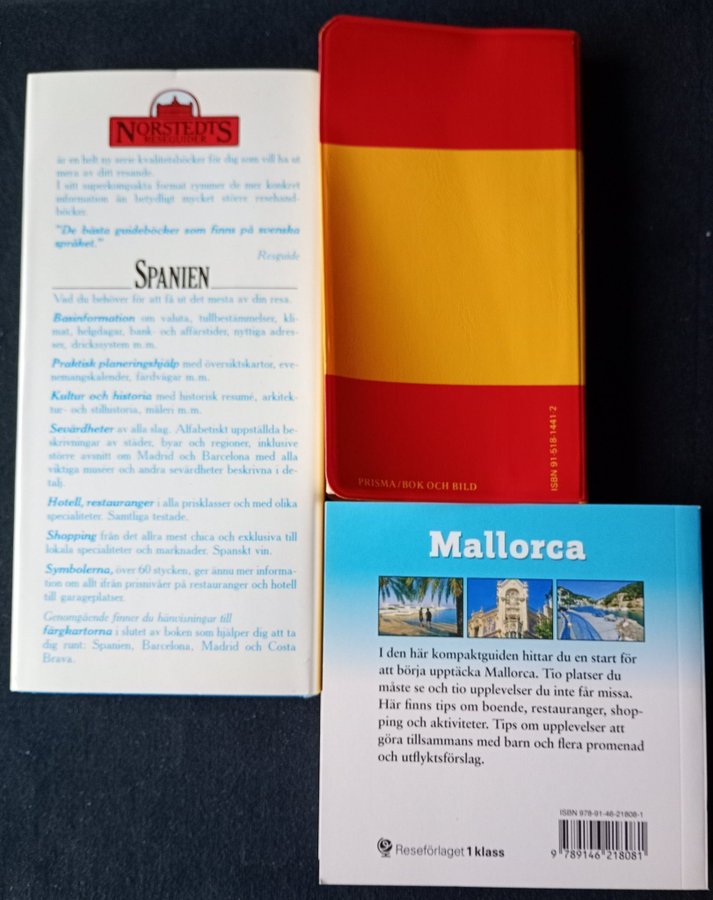 NORSTEDTS
RESEGUIDER
är en helt ny serie kvalitetsböcker för dig som vill ha ut
mera av ditt resande.
I sitt superkompakta format rymmer de mer konkret
information än betydligt mycket större resehand-
böcker.
"De bästa guideböcker som finns på svenska
språket."
Resguide
SPANIEN
Vad du behöver för att få ut det mesta av din resa.
Basinformation om valuta, tullbestämmelser, kli-
mat, helgdagar, bank- och affärstider, nyttiga adres-
ser, drickssystem m.m.
Praktisk planeringshjälp med översiktskartor, eve-
nemangskalender, färdvägar m.m.
Kultur och historia med historisk resumé, arkitek-
tur- och stilhistoria, måleri m.m.
Sevärdheter av alla slag. Alfabetiskt uppställda be-
skrivningar av städer, byar och regioner, inklusive
större avsnitt om Madrid och Barcelona med alla
viktiga muséer och andra sevärdheter beskrivna i de-
talj.
Hotell, restauranger i alla prisklasser och med olika
specialiteter. Samtliga testade.
Shopping från det allra mest chica och exklusiva till
lokala specialiteter och marknader. Spanskt vin.
Symbolerna, över 60 stycken, ger ännu mer informa-
tion om allt ifrån prisnivåer på restauranger och hotell
till garageplatser.
Genomgående finner du hänvisningar till
färgkartorna i slutet av boken som hjälper dig att ta
dig runt: Spanien, Barcelona, Madrid och Costa
Brava.
PRISMA/BOK OCH BILD
ISBN 91-518-1441-2
Mallorca
I den här kompaktguiden hittar du en start för
att börja upptäcka Mallorca. Tio platser du
måste se och tio upplevelser du inte får missa.
Här finns tips om boende, restauranger, shop-
ping och aktiviteter. Tips om upplevelser att
göra tillsammans med barn och flera promenad
och utflyktsförslag.
ISBN 978-91-46-21808-1
9 789146 218081
Reseförlaget 1 klass